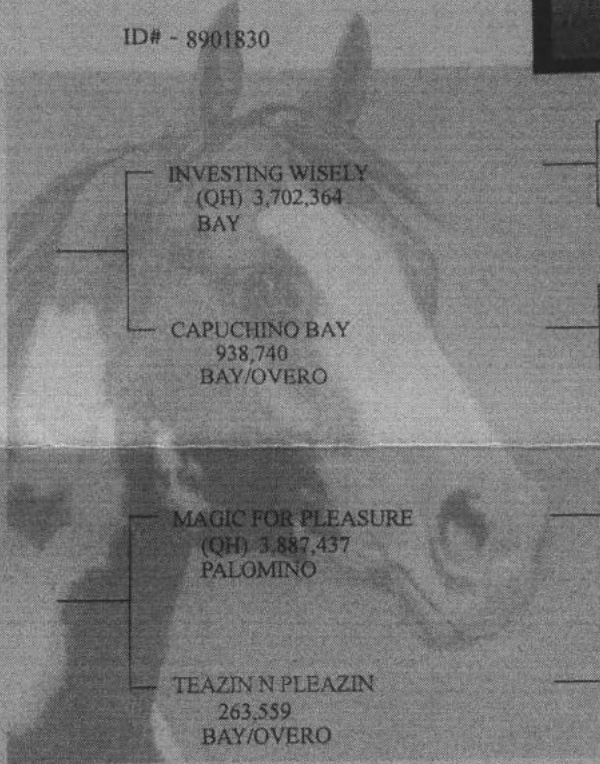 ID# - 8901830
INVESTING WISELY
(QH) 3,702,364
BAY
CAPUCHINO BAY
938,740
BAY/OVERO
MAGIC FOR PLEASURE
(QH) 3,887,437
PALOMINO
TEAZIN N PLEAZIN
263,559
BAY/OVERO